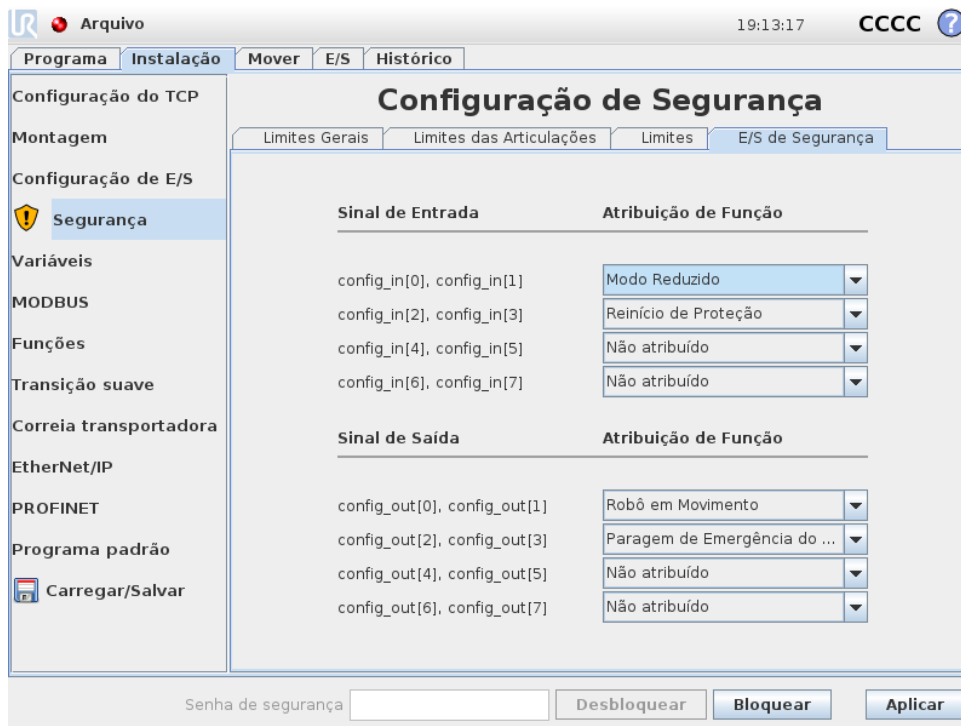 UR Arquivo 19:13:17 CCCC ?
Programa Instalação Mover E/S Histórico
Configuração do TCP
Montagem
Configuração de E/S
Segurança
Variáveis
MODBUS
Funções
Transição suave
Correia transportadora
EtherNet/IP
PROFINET
Programa padrão
Carregar/Salvar
Configuração de Segurança
Limites Gerais Limites das Articulações Limites E/S de Segurança
Sinal de Entrada Atribuição de Função
config_in[0], config_in[1] Modo Reduzido
config_in[2], config_in[3] Reinício de Proteção
config_in[4], config_in[5] Não atribuído
config_in[6], config_in[7] Não atribuído
Sinal de Saída Atribuição de Função
config_out[0], config_out[1] Robô em Movimento
config_out[2], config_out[3] Paragem de Emergência do ...
config_out[4], config_out[5] Não atribuído
config_out[6], config_out[7] Não atribuído
Senha de segurança Desbloquear Bloquear Aplicar